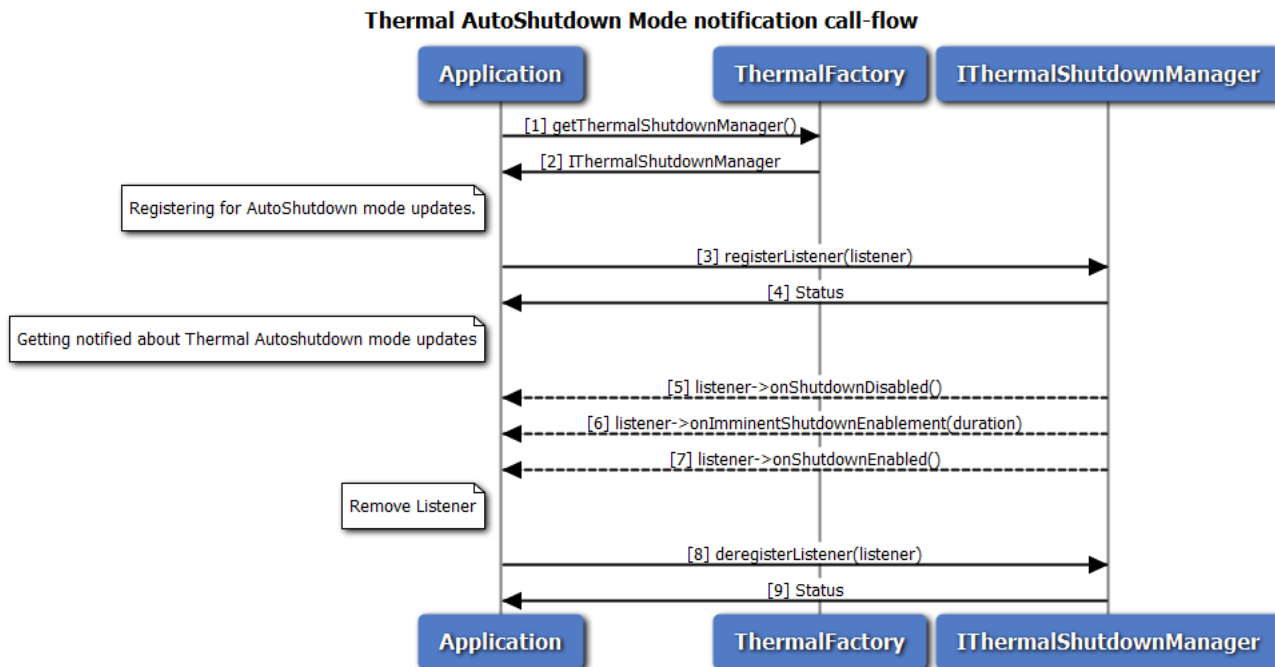 Thermal AutoShutdown Mode notification call-flow
Application
ThermalFactory
IThermalShutdownManager
[1] getThermalShutdownManager()
[2] IThermalShutdownManager
Registering for AutoShutdown mode updates.
[3] registerListener(listener)
[4] Status
Getting notified about Thermal Autoshutdown mode updates
[5] listener->onShutdownDisabled()
[6] listener->onImminentShutdownEnablement(duration)
[7] listener->onShutdownEnabled()
Remove Listener
[8] deregisterListener(listener)
[9] Status
Application
ThermalFactory
IThermalShutdownManager